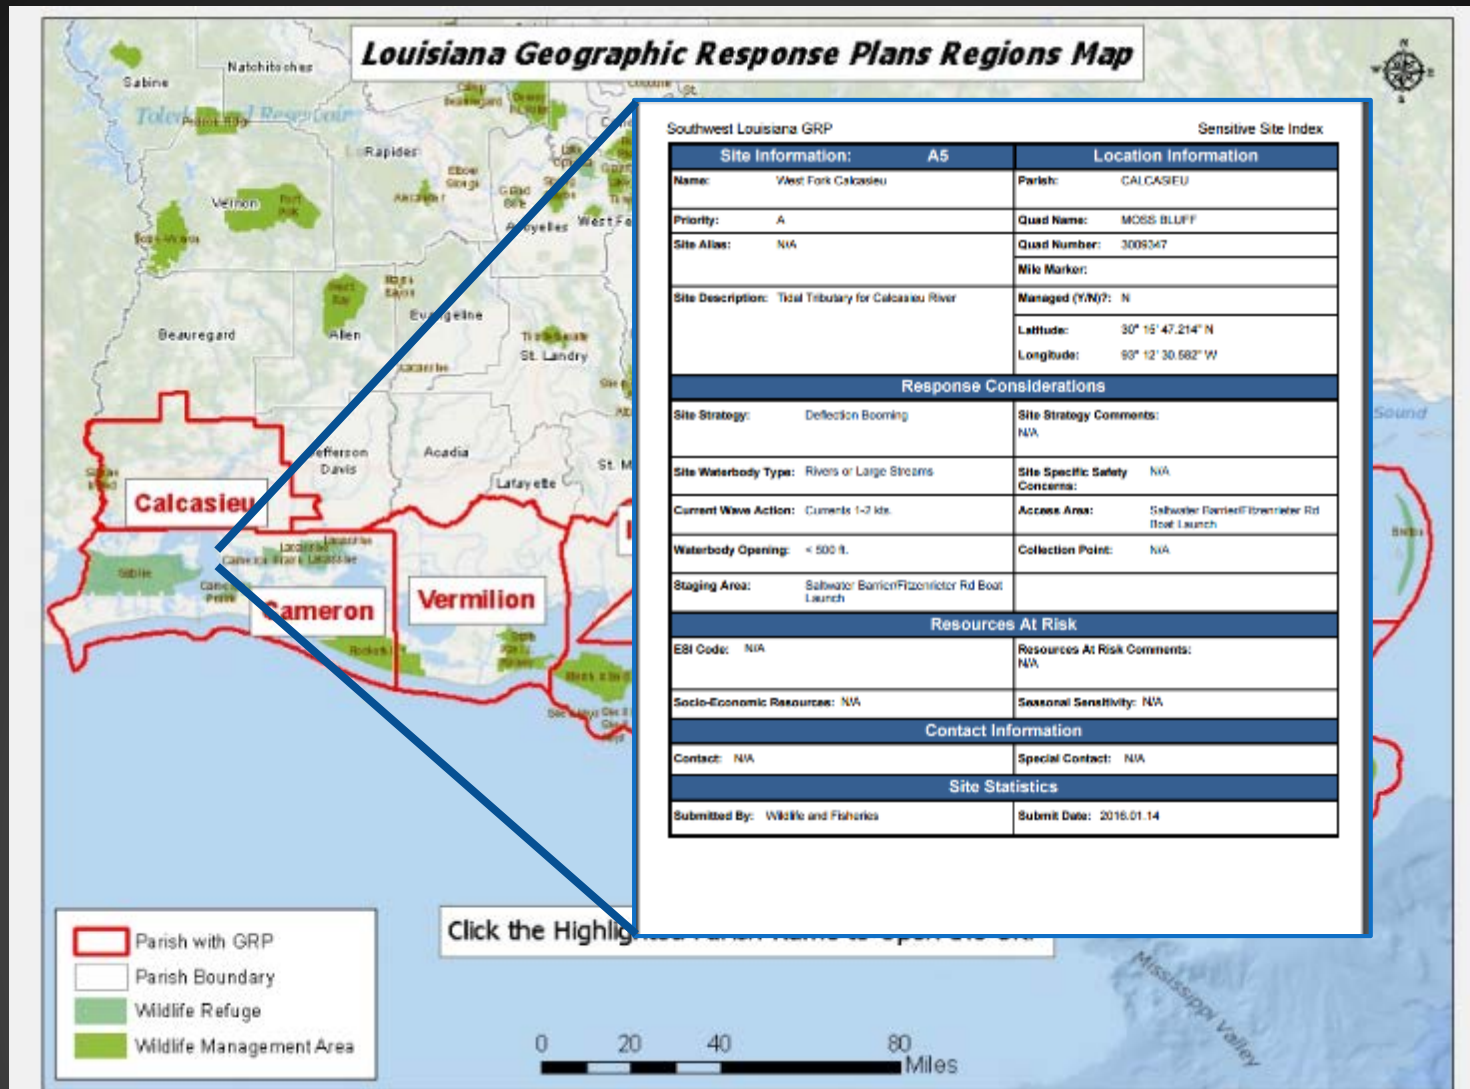 Louisiana Geographic Response Plans Regions Map
N
Natchitoches
Sabine
Rapides
Vernon
Beauregard
Allen
Evangeline
St. Landry
Jefferson
Davis
Acadia
Lafayette
St. M
Calcasieu
Cameron
Vermilion
Sabine
Lacassine
Sound
Southwest Louisiana GRP
Sensitive Site Index
Site Information: A5
Location Information
Name: West Fork Calcasieu
Parish: CALCASIEU
Priority: A
Quad Name: MOSS BLUFF
Site Alias: N/A
Quad Number: 3009347
Mile Marker:
Site Description: Tidal Tributary for Calcasieu River
Managed (Y/N)?: N
Latitude: 30° 15' 47.214" N
Longitude: 93° 12' 30.582" W
Response Considerations
Site Strategy: Deflection Booming
Site Strategy Comments:
N/A
Site Waterbody Type: Rivers or Large Streams
Site Specific Safety N/A
Concerns:
Current Wave Action: Currents 1-2 kts.
Access Area: Saltwater Barrier/Fitzenrieter Rd
Boat Launch
Waterbody Opening: < 500 ft.
Collection Point: N/A
Staging Area: Saltwater Barrier/Fitzenrieter Rd Boat
Launch
Resources At Risk
ESI Code: N/A
Resources At Risk Comments:
N/A
Socio-Economic Resources: N/A
Seasonal Sensitivity: N/A
Contact Information
Contact: N/A
Special Contact: N/A
Site Statistics
Submitted By: Wildlife and Fisheries
Submit Date: 2016.01.14
Click the Highlig
Parish with GRP
Parish Boundary
Wildlife Refuge
Wildlife Management Area
0 20 40 80
Miles
Mississippi Valley